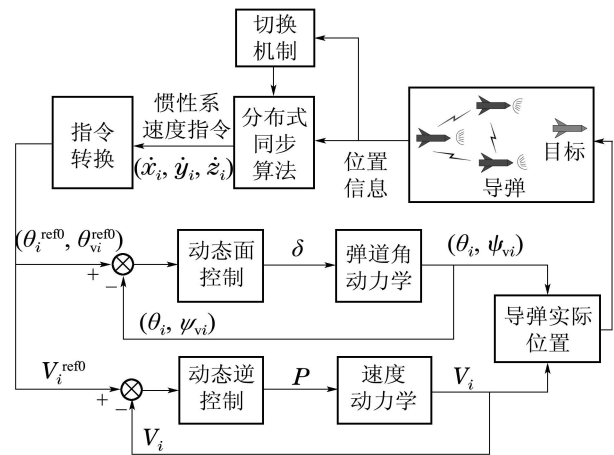 切换
机制
惯性系
速度指令
(ẋᵢ, ẏᵢ, żᵢ)
指令
转换
分布式
同步
算法
位置
信息
导弹
目标
(θᵢʳᵉᶠ⁰, θᵥᵢʳᵉᶠ⁰)
+
−
动态面
控制
δ
弹道角
动力学
(θᵢ, ψᵥᵢ)
(θᵢ, ψᵥᵢ)
导弹实际
位置
Vᵢʳᵉᶠ⁰
+
−
动态逆
控制
P
速度
动力学
Vᵢ
Vᵢ